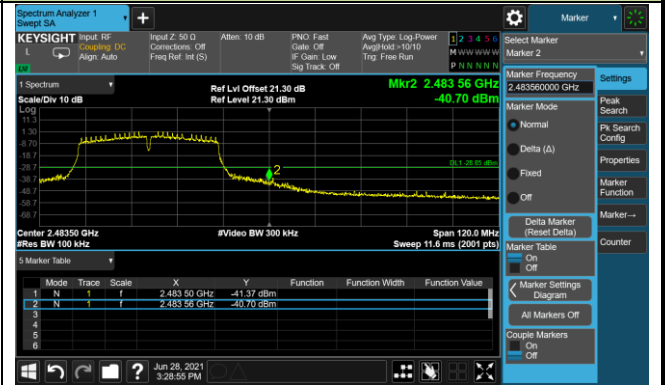 Spectrum Analyzer 1
Swept SA
Marker
KEYSIGHT
L
Input: RF
Coupling: DC
Align: Auto
Input Z: 50 Ω
Corrections: Off
Freq Ref: Int (S)
Atten: 10 dB
PNO: Fast
Gate: Off
IF Gain: Low
Sig Track: Off
Avg Type: Log-Power
Avg|Hold:>10/10
Trig: Free Run
1 2 3 4 5 6
M W W W W W
P N N N N N
Select Marker
Marker 2
1 Spectrum
Scale/Div 10 dB
Log
Ref Lvl Offset 21.30 dB
Ref Level 21.30 dBm
Mkr2 2.483 56 GHz
-40.70 dBm
11.3
1.30
-8.70
-18.7
-28.7
-38.7
-48.7
-58.7
-68.7
2
DL1 -28.85 dBm
Center 2.48350 GHz
#Res BW 100 kHz
#Video BW 300 kHz
Span 120.0 MHz
Sweep 11.6 ms (2001 pts)
Marker Frequency
2.483560000 GHz
Marker Mode
Normal
Delta (Δ)
Fixed
Off
Delta Marker
(Reset Delta)
Marker Table
On
Off
Marker Settings
Diagram
All Markers Off
Couple Markers
On
Off
Settings
Peak
Search
Pk Search
Config
Properties
Marker
Function
Marker→
Counter
5 Marker Table
Mode Trace Scale X Y Function Function Width Function Value
1 N 1 f 2.483 50 GHz -41.37 dBm
2 N 1 f 2.483 56 GHz -40.70 dBm
3
4
5
6
?
Jun 28, 2021
3:28:55 PM